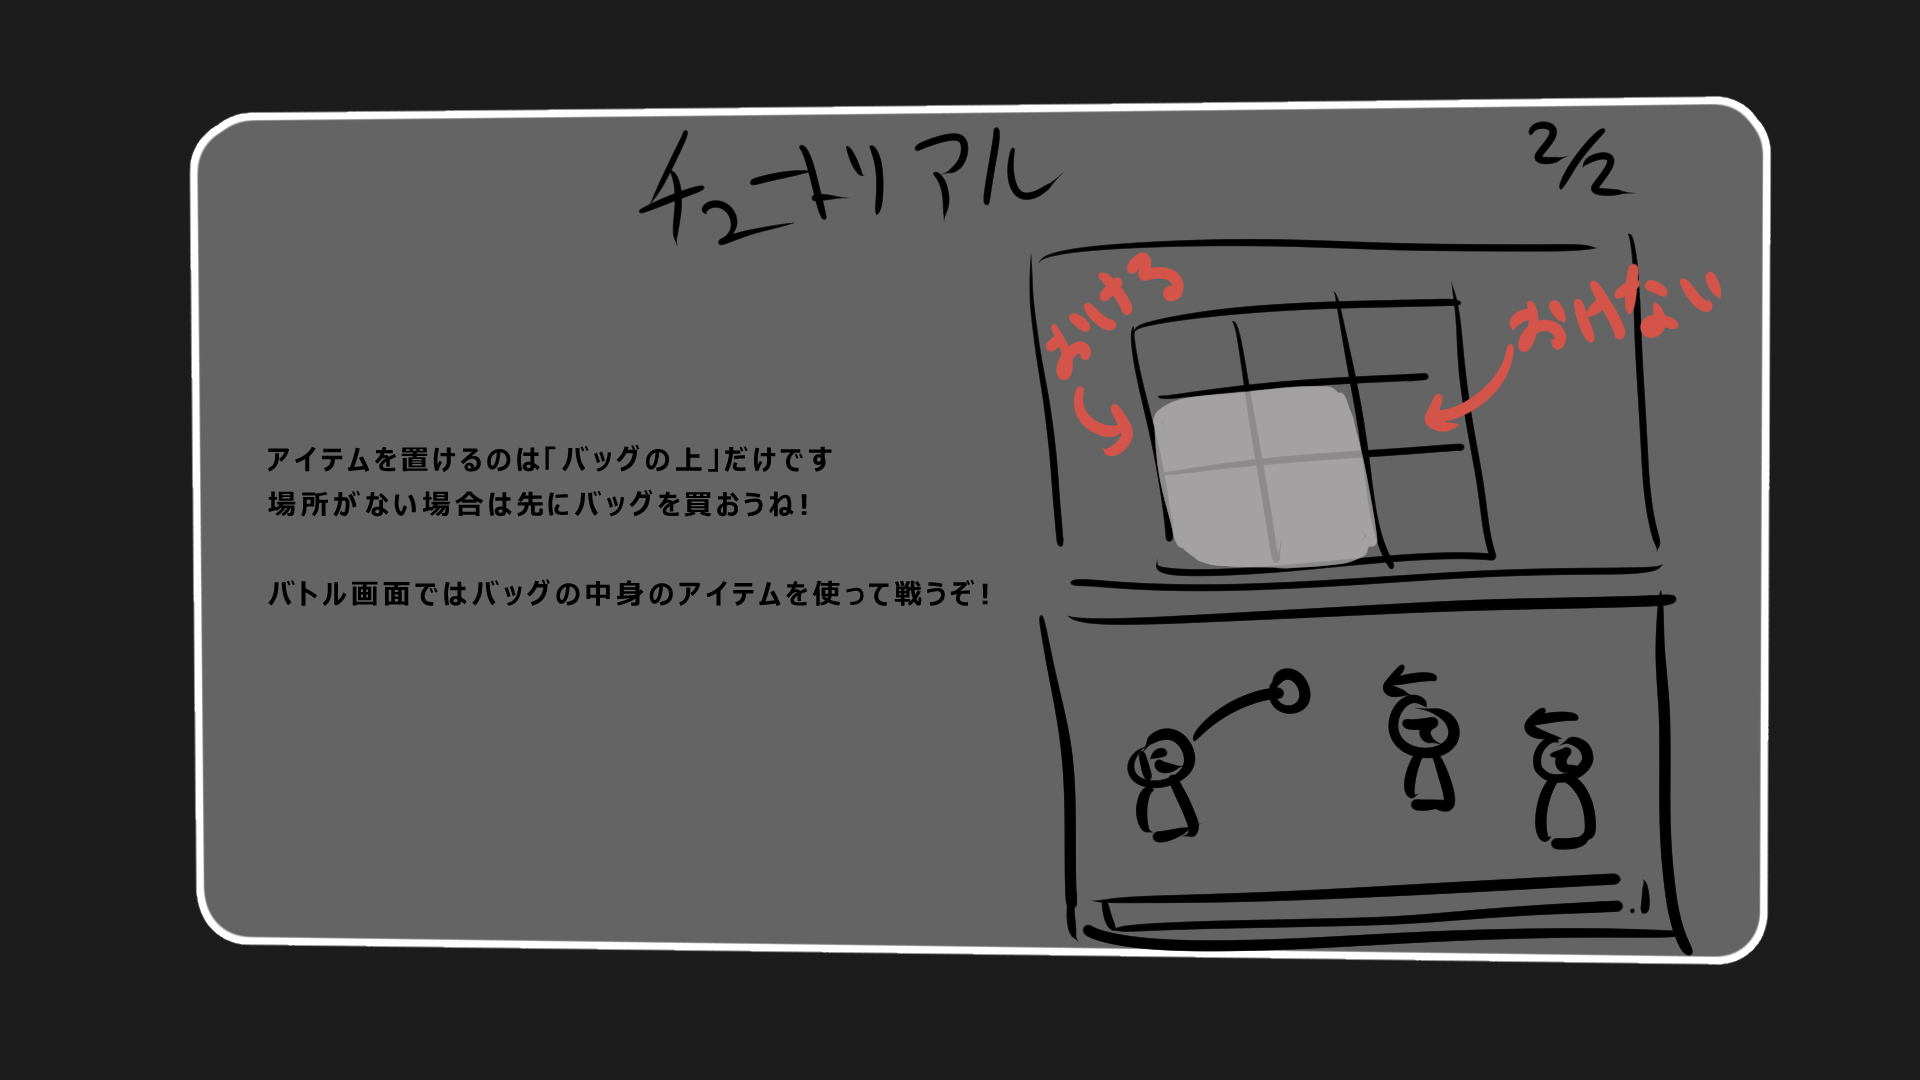 チュートリアル
2/2
おける
おけない
アイテムを置けるのは「バッグの上」だけです
場所がない場合は先にバッグを買おうね！
バトル画面ではバッグの中身のアイテムを使って戦うぞ！